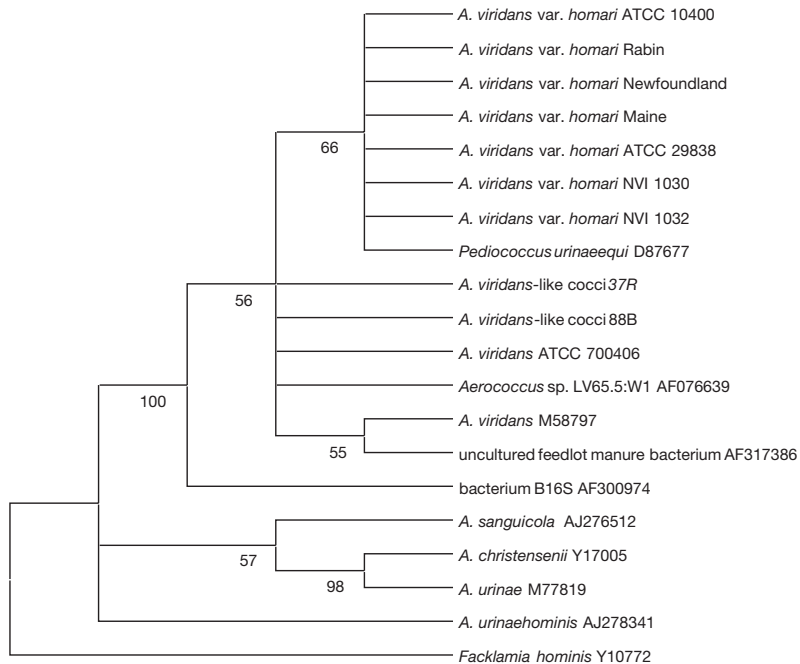 A. viridans var. homari ATCC 10400
A. viridans var. homari Rabin
A. viridans var. homari Newfoundland
A. viridans var. homari Maine
66
A. viridans var. homari ATCC 29838
A. viridans var. homari NVI 1030
A. viridans var. homari NVI 1032
Pediococcus urinaeequi D87677
A. viridans-like cocci 37R
56
A. viridans-like cocci 88B
A. viridans ATCC 700406
Aerococcus sp. LV65.5:W1 AF076639
100
A. viridans M58797
55
uncultured feedlot manure bacterium AF317386
bacterium B16S AF300974
A. sanguicola AJ276512
57
A. christensenii Y17005
98
A. urinae M77819
A. urinaehominis AJ278341
Facklamia hominis Y10772